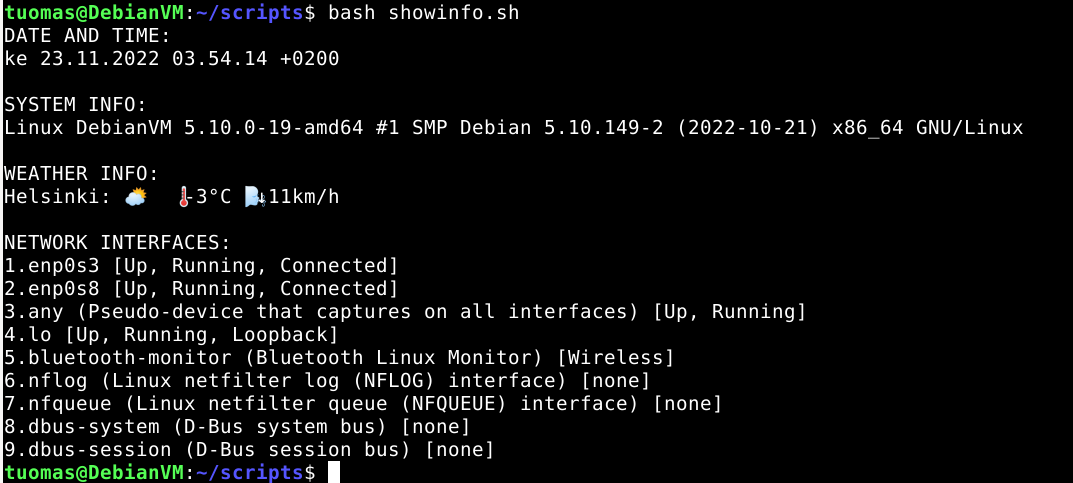 tuomas@DebianVM:~/scripts$ bash showinfo.sh
DATE AND TIME:
ke 23.11.2022 03.54.14 +0200
SYSTEM INFO:
Linux DebianVM 5.10.0-19-amd64 #1 SMP Debian 5.10.149-2 (2022-10-21) x86_64 GNU/Linux
WEATHER INFO:
Helsinki: 🌦 🌡️-3°C 🌬️↓11km/h
NETWORK INTERFACES:
1.enp0s3 [Up, Running, Connected]
2.enp0s8 [Up, Running, Connected]
3.any (Pseudo-device that captures on all interfaces) [Up, Running]
4.lo [Up, Running, Loopback]
5.bluetooth-monitor (Bluetooth Linux Monitor) [Wireless]
6.nflog (Linux netfilter log (NFLOG) interface) [none]
7.nfqueue (Linux netfilter queue (NFQUEUE) interface) [none]
8.dbus-system (D-Bus system bus) [none]
9.dbus-session (D-Bus session bus) [none]
tuomas@DebianVM:~/scripts$